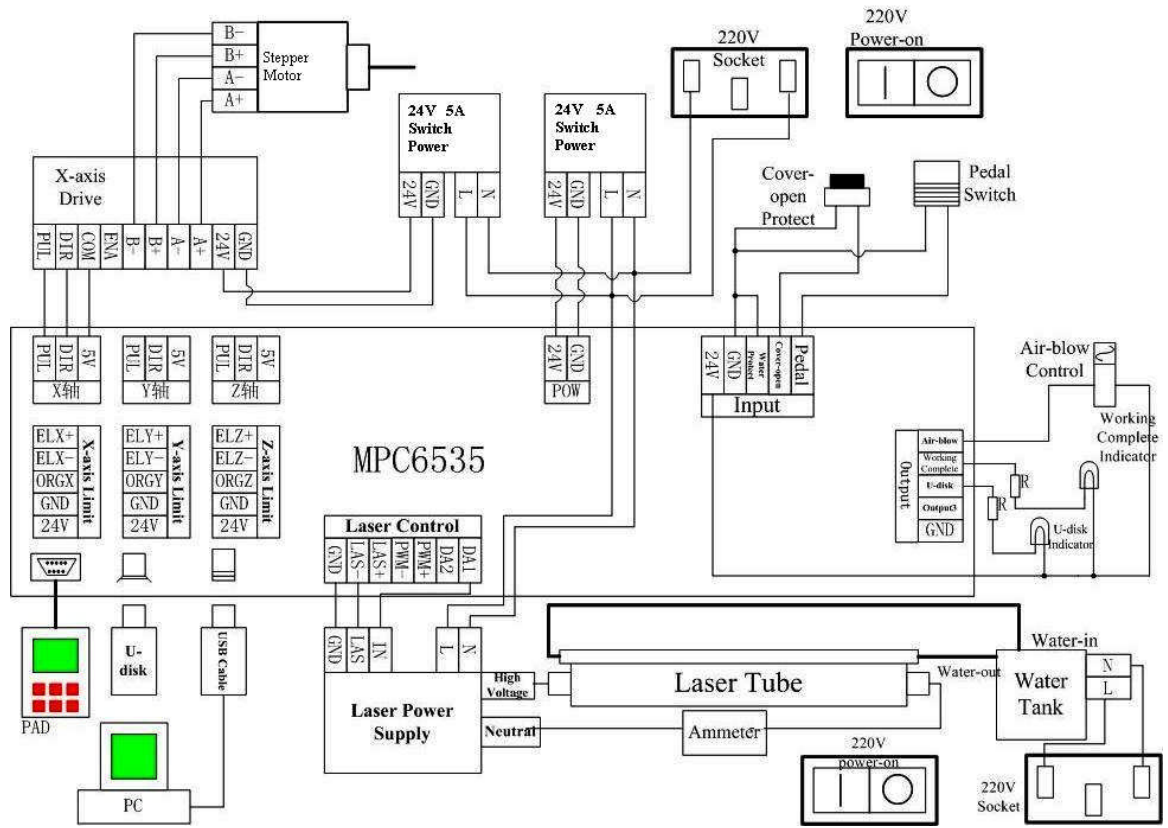 B-
B+
A-
A+
Stepper
Motor
220V
Socket
220V
Power-on
24V 5A
Switch
Power
24V
GND
L
N
24V 5A
Switch
Power
24V
GND
L
N
X-axis
Drive
PUL
DIR
COM
ENA
B-
B+
A-
A+
24V
GND
Cover-
open
Protect
Pedal
Switch
PUL
DIR
5V
X轴
PUL
DIR
5V
Y轴
PUL
DIR
5V
Z轴
24V
GND
POW
24V
GND
Water
Protect
Cover-open
Pedal
Input
Air-blow
Control
ELX+
ELX-
ORGX
GND
24V
X-axis Limit
ELY+
ELY-
ORGY
GND
24V
Y-axis Limit
ELZ+
ELZ-
ORGZ
GND
24V
Z-axis Limit
MPC6535
Output
Air-blow
Working
Complete
U-disk
Output3
GND
R
R
Working
Complete
Indicator
U-disk
Indicator
Laser Control
GND
LAS-
LAS+
PWM-
PWM+
DA2
DA1
GND
LAS
IN
L
N
Laser Power
Supply
High
Voltage
Neutral
Laser Tube
Ammeter
Water-in
Water-out
Water
Tank
N
L
PAD
U-
disk
USB Cable
PC
220V
power-on
220V
Socket